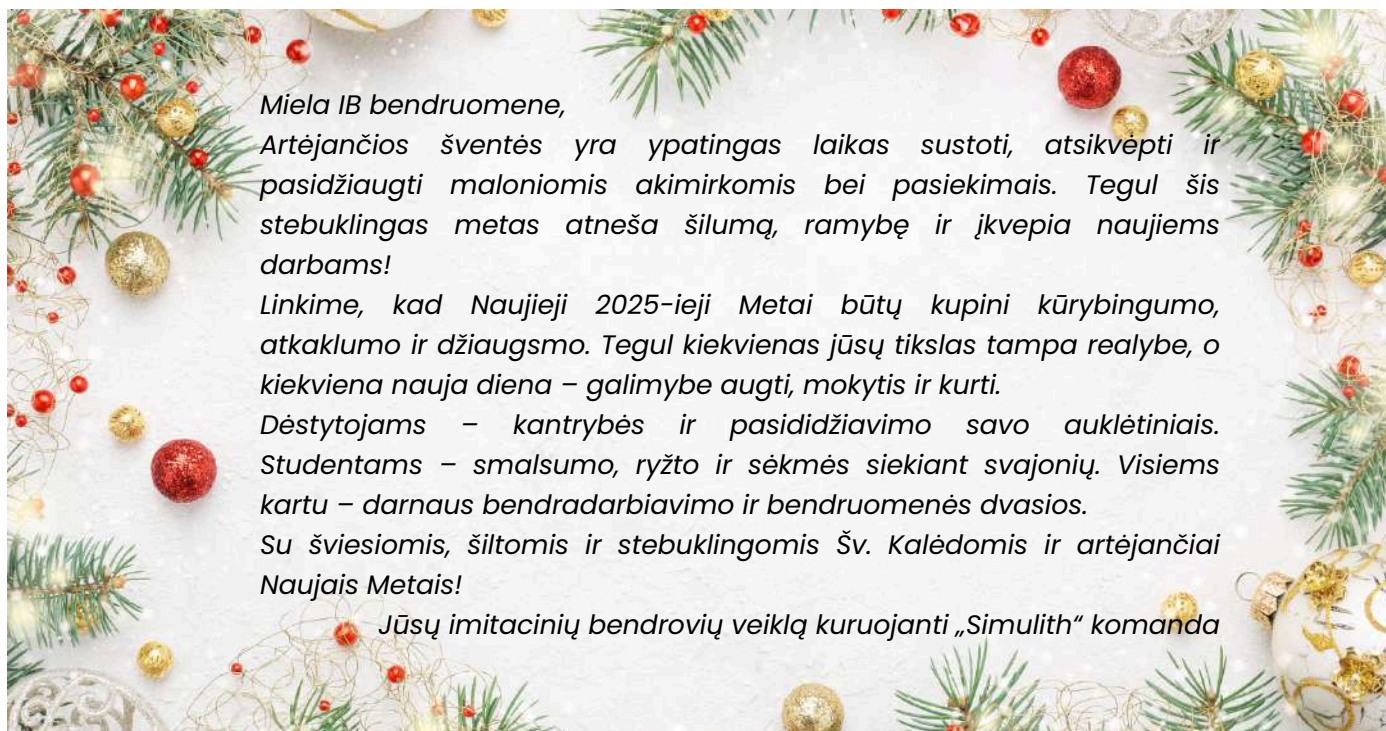 Miela IB bendruomene,
Artėjančios šventės yra ypatingas laikas sustoti, atsikvėpti ir
pasidžiaugti maloniomis akimirkomis bei pasiekimais. Tegul šis
stebuklingas metas atneša šilumą, ramybę ir įkvepia naujiems
darbams!
Linkime, kad Naujieji 2025-ieji Metai būtų kupini kūrybingumo,
atkaklumo ir džiaugsmo. Tegul kiekvienas jūsų tikslas tampa realybe, o
kiekviena nauja diena – galimybe augti, mokytis ir kurti.
Dėstytojams – kantrybės ir pasididžiavimo savo auklėtiniais.
Studentams – smalsumo, ryžto ir sėkmės siekiant svajonių. Visiems
kartu – darnaus bendradarbiavimo ir bendruomenės dvasios.
Su šviesiomis, šiltomis ir stebuklingomis Šv. Kalėdomis ir artėjančiai
Naujais Metais!
Jūsų imitacinių bendrovių veiklą kuruojanti „Simulith“ komanda